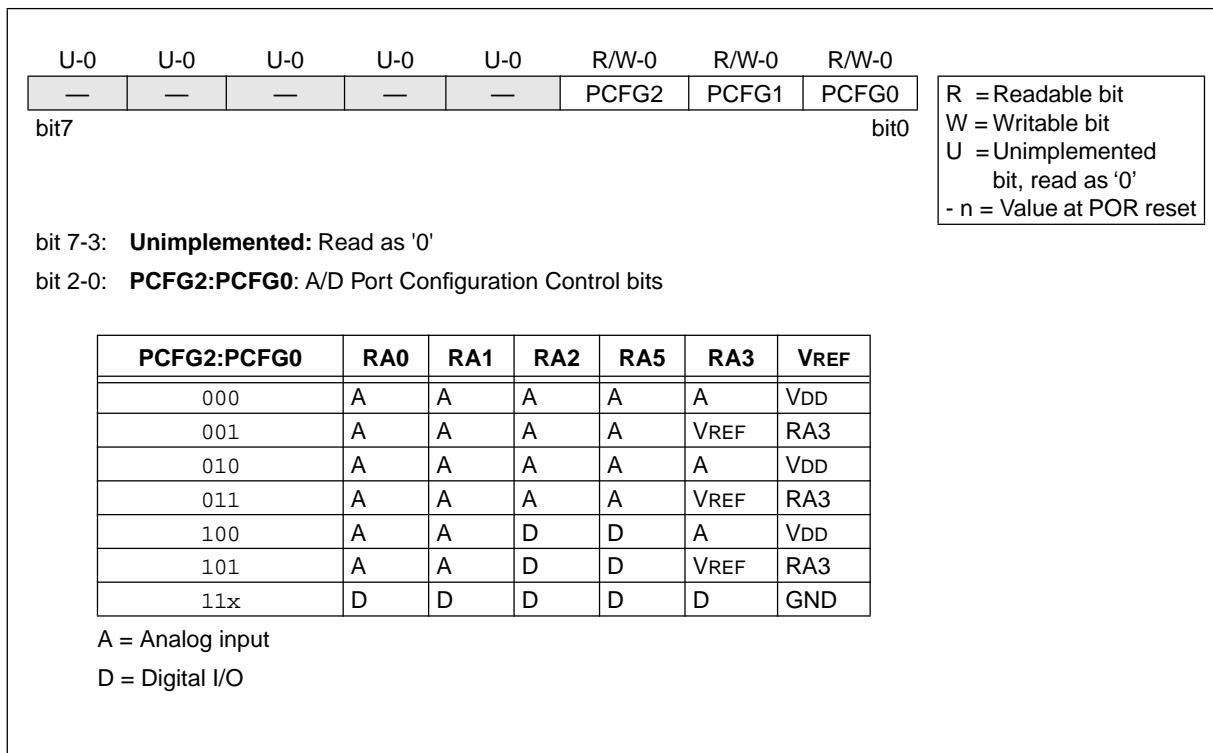 U-0 U-0 U-0 U-0 U-0 R/W-0 R/W-0 R/W-0
— — — — — PCFG2 PCFG1 PCFG0
bit7 bit0
R = Readable bit
W = Writable bit
U = Unimplemented
bit, read as ‘0’
- n = Value at POR reset
bit 7-3: Unimplemented: Read as '0'
bit 2-0: PCFG2:PCFG0: A/D Port Configuration Control bits
PCFG2:PCFG0 RA0 RA1 RA2 RA5 RA3 VREF
000 A A A A A VDD
001 A A A A VREF RA3
010 A A A A A VDD
011 A A A A VREF RA3
100 A A D D A VDD
101 A A D D VREF RA3
11x D D D D D GND
A = Analog input
D = Digital I/O